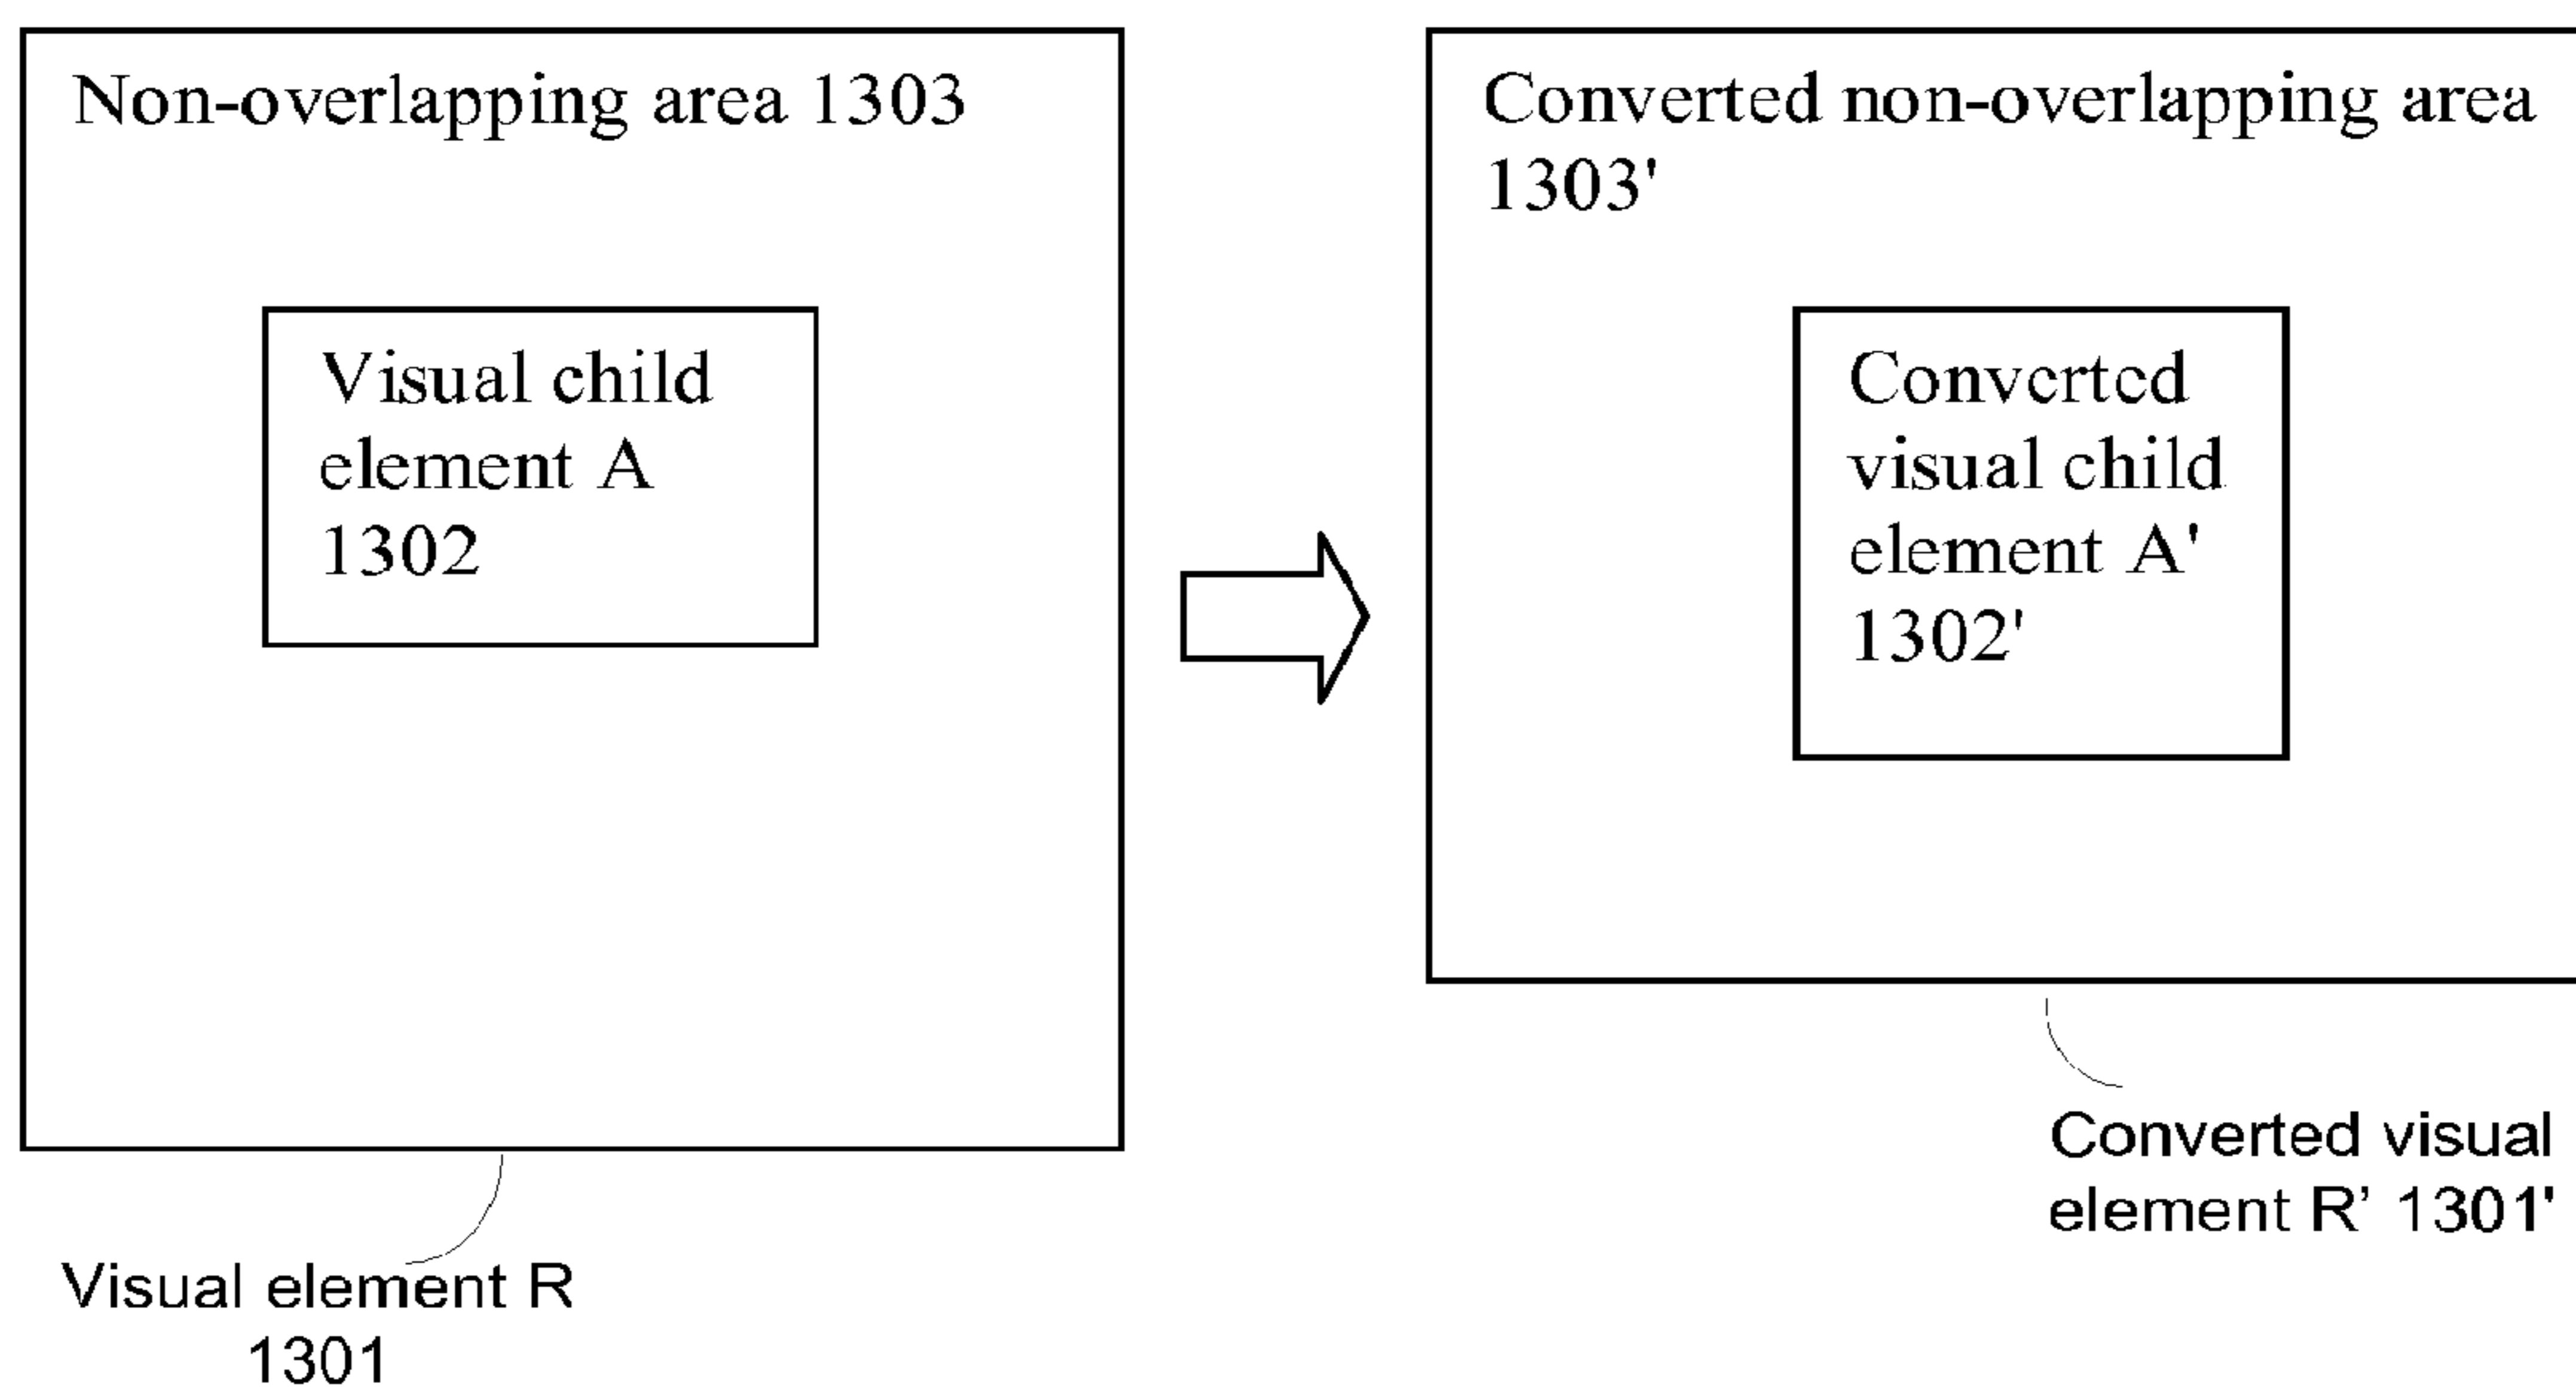 Non-overlapping area 1303
Visual child
element A
1302
Visual element R
1301
Converted non-overlapping area
1303'
Converted
visual child
element A'
1302'
Converted visual
element R’ 1301'